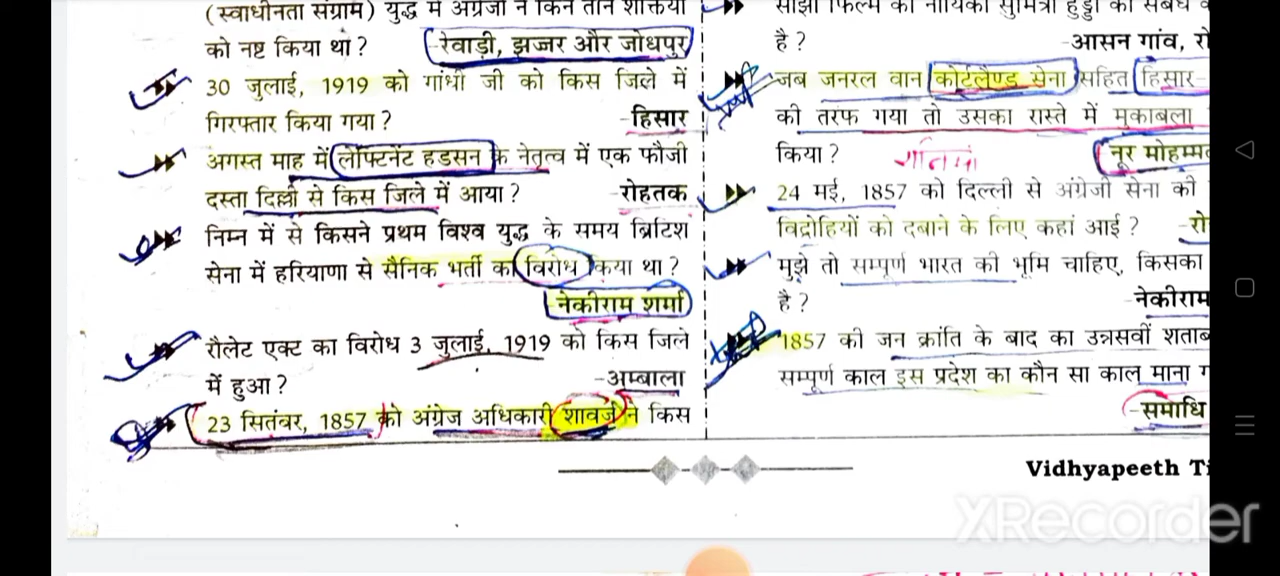 (स्वाधीनता संग्राम) युद्ध में अंग्रेजों ने किन तीन शक्तियों
को नष्ट किया था? -रेवाड़ी, झज्जर और जोधपुर
30 जुलाई, 1919 को गांधी जी को किस जिले में
गिरफ्तार किया गया? -हिसार
अगस्त माह में लेफ्टिनेंट हडसन के नेतृत्व में एक फौजी
दस्ता दिल्ली से किस जिले में आया? -रोहतक
निम्न में से किसने प्रथम विश्व युद्ध के समय ब्रिटिश
सेना में हरियाणा से सैनिक भर्ती का विरोध किया था?
-नेकीराम शर्मा
रौलेट एक्ट का विरोध 3 जुलाई, 1919 को किस जिले
में हुआ? -अम्बाला
23 सितंबर, 1857 को अंग्रेज अधिकारी शावर्ज ने किस
सांझी फिल्म की नायिका सुमित्रा हुड्डा का संबंध
है? -आसन गांव,
जब जनरल वान कोर्टलैण्ड सेना सहित हिसार
की तरफ गया तो उसका रास्ते में मुकाबला
किया? नूर
24 मई, 1857 को दिल्ली से अंग्रेजी सेना की
विद्रोहियों को दबाने के लिए कहां आई?
मुझे तो सम्पूर्ण भारत की भूमि चाहिए, किसका
है? -नेकीराम
1857 की जन क्रांति के बाद का उन्नसवीं
सम्पूर्ण काल इस प्रदेश का कौन सा काल माना
-समाधि
Vidhyapeeth
XRecorder